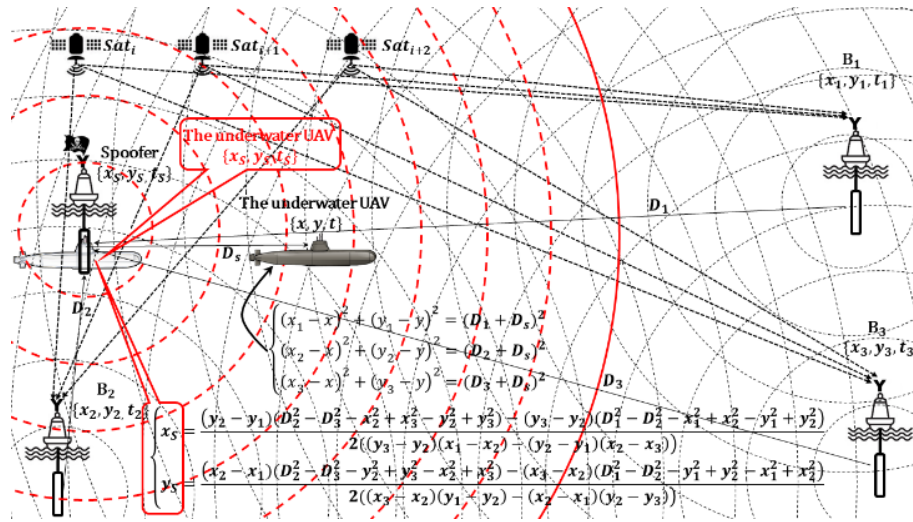 Sat_i
Sat_{i+1}
Sat_{i+2}
B_1
{x_1, y_1, t_1}
The underwater UAV
{x_S, y_S, t_S}
Spoofer
{x_S, y_S, t_S}
The underwater UAV
{x, y, t}
D_1
D_s
D_2
(x_1 − x)^2 + (y_1 − y)^2 = (D_1 + D_s)^2
(x_2 − x)^2 + (y_2 − y)^2 = (D_2 + D_s)^2
(x_3 − x)^2 + (y_3 − y)^2 = (D_3 + D_s)^2
B_3
{x_3, y_3, t_3}
D_3
B_2
{x_2, y_2, t_2}
x_S = \frac{(y_2 − y_1)(D_2^2 − D_3^2 − x_2^2 + x_3^2 − y_2^2 + y_3^2) − (y_3 − y_2)(D_1^2 − D_2^2 − x_1^2 + x_2^2 − y_1^2 + y_2^2)}{2((y_3 − y_2)(x_1 − x_2) − (y_2 − y_1)(x_2 − x_3))}
y_S = \frac{(x_2 − x_1)(D_2^2 − D_3^2 − y_2^2 + y_3^2 − x_2^2 + x_3^2) − (x_3 − x_2)(D_1^2 − D_2^2 − y_1^2 + y_2^2 − x_1^2 + x_2^2)}{2((x_3 − x_2)(y_1 − y_2) − (x_2 − x_1)(y_2 − y_3))}